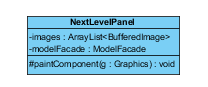 NextLevelPanel
-images : ArrayList<BufferedImage>
-modelFacade : ModelFacade
#paintComponent(g : Graphics) : void